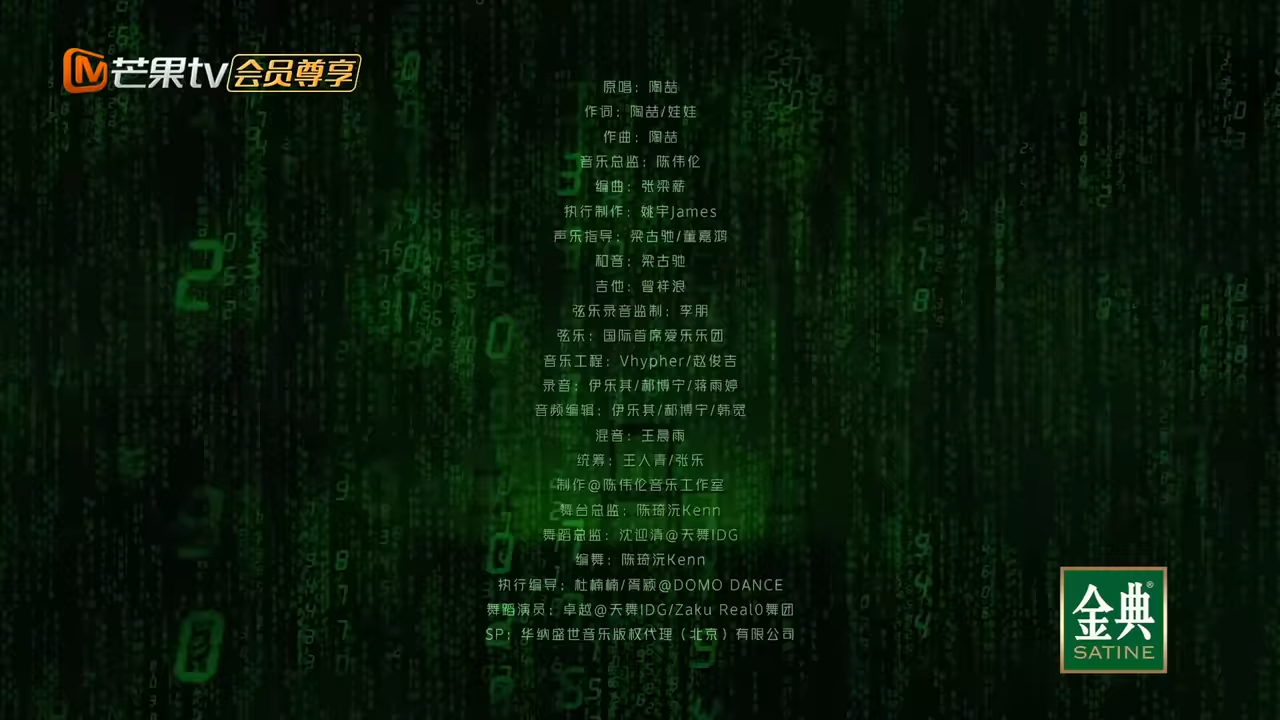 芒果tv会员尊享
原唱：陶喆
作词：陶喆/娃娃
作曲：陶喆
音乐总监：陈伟伦
编曲：张梁薪
执行制作：姚宇James
声乐指导：梁古驰/董嘉鸿
和音：梁古驰
吉他：曾祥浪
弦乐录音监制：李朋
弦乐：国际首席爱乐乐团
音乐工程：Vhypher/赵俊吉
录音：伊乐其/郝博宁/蒋雨婷
音频编辑：伊乐其/郝博宁/韩宽
混音：王晨雨
统筹：王人青/张乐
制作@陈伟伦音乐工作室
舞台总监：陈琦沅Kenn
舞蹈总监：沈迎清@天舞IDG
编舞：陈琦沅Kenn
执行编导：杜楠楠/胥颖@DOMO DANCE
舞蹈演员：卓越@天舞IDG/Zaku Real0舞团
SP：华纳盛世音乐版权代理（北京）有限公司
金典®
SATINE